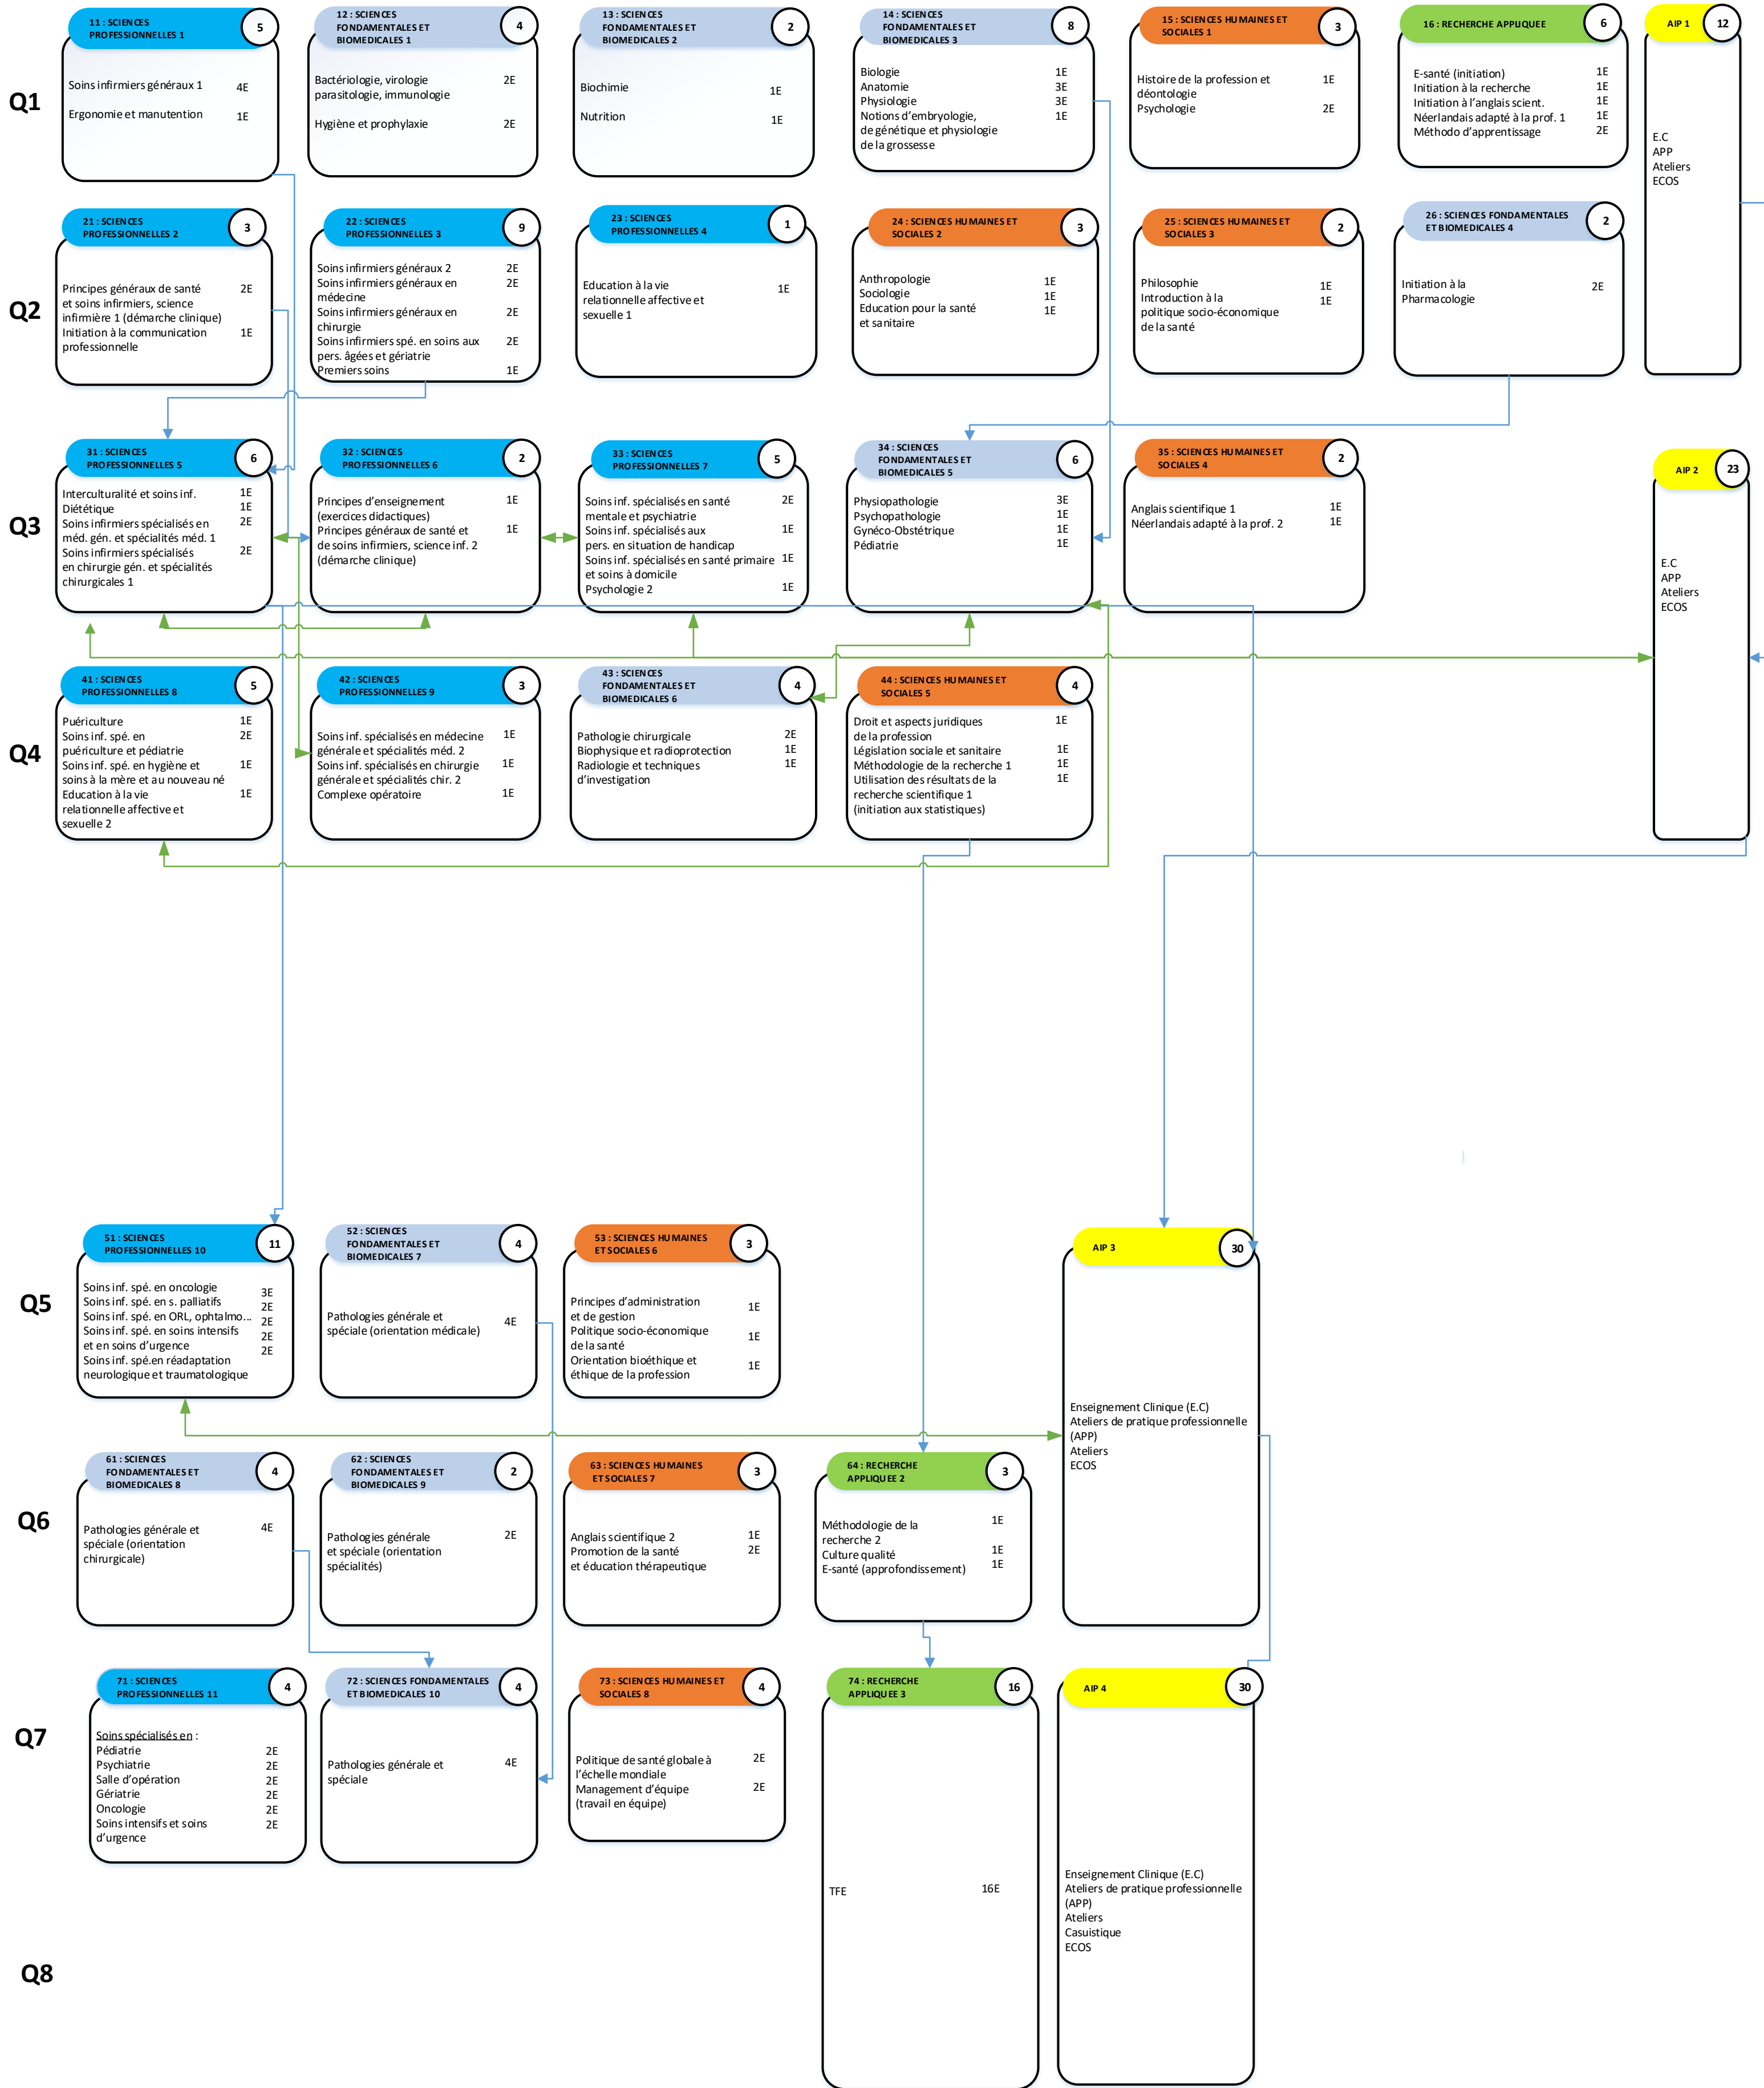 11 : SCIENCES
PROFESSIONNELLES 1
5
Soins infirmiers généraux 1 4E
Ergonomie et manutention 1E
12 : SCIENCES
FONDAMENTALES ET
BIOMEDICALES 1
4
Bactériologie, virologie 2E
parasitologie, immunologie
Hygiène et prophylaxie 2E
13 : SCIENCES
FONDAMENTALES ET
BIOMEDICALES 2
2
Biochimie 1E
Nutrition 1E
14 : SCIENCES
FONDAMENTALES ET
BIOMEDICALES 3
8
Biologie 1E
Anatomie 3E
Physiologie 3E
Notions d'embryologie, 1E
de génétique et physiologie
de la grossesse
15 : SCIENCES HUMAINES ET
SOCIALES 1
3
Histoire de la profession et 1E
déontologie
Psychologie 2E
16 : RECHERCHE APPLIQUEE
6
E-santé (initiation) 1E
Initiation à la recherche 1E
Initiation à l'anglais scient. 1E
Néerlandais adapté à la prof. 1 1E
Méthodo d'apprentissage 2E
AIP 1
12
E.C
APP
Ateliers
ECOS
Q1
21 : SCIENCES
PROFESSIONNELLES 2
3
Principes généraux de santé 2E
et soins infirmiers, science
infirmière 1 (démarche clinique)
Initiation à la communication 1E
professionnelle
22 : SCIENCES
PROFESSIONNELLES 3
9
Soins infirmiers généraux 2 2E
Soins infirmiers généraux en 2E
médecine
Soins infirmiers généraux en 2E
chirurgie
Soins infirmiers spé. en soins aux 2E
pers. âgées et gériatrie
Premiers soins 1E
23 : SCIENCES
PROFESSIONNELLES 4
1
Education à la vie 1E
relationnelle affective et
sexuelle 1
24 : SCIENCES HUMAINES ET
SOCIALES 2
3
Anthropologie 1E
Sociologie 1E
Education pour la santé 1E
et sanitaire
25 : SCIENCES HUMAINES ET
SOCIALES 3
2
Philosophie 1E
Introduction à la 1E
politique socio-économique
de la santé
26 : SCIENCES FONDAMENTALES
ET BIOMEDICALES 4
2
Initiation à la 2E
Pharmacologie
Q2
31 : SCIENCES
PROFESSIONNELLES 5
6
Interculturalité et soins inf. 1E
Diététique 1E
Soins infirmiers spécialisés en 2E
méd. gén. et spécialités méd. 1
Soins infirmiers spécialisés 2E
en chirurgie gén. et spécialités
chirurgicales 1
32 : SCIENCES
PROFESSIONNELLES 6
2
Principes d'enseignement 1E
(exercices didactiques)
Principes généraux de santé et 1E
de soins infirmiers, science inf. 2
(démarche clinique)
33 : SCIENCES
PROFESSIONNELLES 7
5
Soins inf. spécialisés en santé 2E
mentale et psychiatrie
Soins inf. spécialisés aux 1E
pers. en situation de handicap
Soins inf. spécialisés en santé primaire 1E
et soins à domicile
Psychologie 2 1E
34 : SCIENCES
FONDAMENTALES ET
BIOMEDICALES 5
6
Physiopathologie 3E
Psychopathologie 1E
Gynéco-Obstétrique 1E
Pédiatrie 1E
35 : SCIENCES HUMAINES ET
SOCIALES 4
2
Anglais scientifique 1 1E
Néerlandais adapté à la prof. 2 1E
AIP 2
23
E.C
APP
Ateliers
ECOS
Q3
41 : SCIENCES
PROFESSIONNELLES 8
5
Puériculture 1E
Soins inf. spé. en 2E
puériculture et pédiatrie
Soins inf. spé. en hygiène et 1E
soins à la mère et au nouveau né
Education à la vie 1E
relationnelle affective et
sexuelle 2
42 : SCIENCES
PROFESSIONNELLES 9
3
Soins inf. spécialisés en médecine 1E
générale et spécialités méd. 2
Soins inf. spécialisés en chirurgie 1E
générale et spécialités chir. 2
Complexe opératoire 1E
43 : SCIENCES
FONDAMENTALES ET
BIOMEDICALES 6
4
Pathologie chirurgicale 2E
Biophysique et radioprotection 1E
Radiologie et techniques 1E
d'investigation
44 : SCIENCES HUMAINES ET
SOCIALES 5
4
Droit et aspects juridiques 1E
de la profession
Législation sociale et sanitaire 1E
Méthodologie de la recherche 1 1E
Utilisation des résultats de la 1E
recherche scientifique 1
(initiation aux statistiques)
Q4
51 : SCIENCES
PROFESSIONNELLES 10
11
Soins inf. spé. en oncologie 3E
Soins inf. spé. en s. palliatifs 2E
Soins inf. spé. en ORL, ophtalmo... 2E
Soins inf. spé. en soins intensifs 2E
et en soins d'urgence 2E
Soins inf. spé.en réadaptation
neurologique et traumatologique
52 : SCIENCES
FONDAMENTALES ET
BIOMEDICALES 7
4
Pathologies générale et 4E
spéciale (orientation médicale)
53 : SCIENCES HUMAINES
ET SOCIALES 6
3
Principes d'administration 1E
et de gestion
Politique socio-économique 1E
de la santé
Orientation bioéthique et 1E
éthique de la profession
AIP 3
30
Enseignement Clinique (E.C)
Ateliers de pratique professionnelle
(APP)
Ateliers
ECOS
Q5
61 : SCIENCES
FONDAMENTALES ET
BIOMEDICALES 8
4
Pathologies générale et 4E
spéciale (orientation
chirurgicale)
62 : SCIENCES
FONDAMENTALES ET
BIOMEDICALES 9
2
Pathologies générale 2E
et spéciale (orientation
spécialités)
63 : SCIENCES HUMAINES
ET SOCIALES 7
3
Anglais scientifique 2 1E
Promotion de la santé 2E
et éducation thérapeutique
64 : RECHERCHE
APPLIQUEE 2
3
Méthodologie de la 1E
recherche 2
Culture qualité 1E
E-santé (approfondissement) 1E
Q6
71 : SCIENCES
PROFESSIONNELLES 11
4
Soins spécialisés en :
Pédiatrie 2E
Psychiatrie 2E
Salle d'opération 2E
Gériatrie 2E
Oncologie 2E
Soins intensifs et soins 2E
d'urgence
72 : SCIENCES FONDAMENTALES
ET BIOMEDICALES 10
4
Pathologies générale et 4E
spéciale
73 : SCIENCES HUMAINES ET
SOCIALES 8
4
Politique de santé globale à 2E
l'échelle mondiale
Management d'équipe 2E
(travail en équipe)
74 : RECHERCHE
APPLIQUEE 3
16
TFE 16E
AIP 4
30
Enseignement Clinique (E.C)
Ateliers de pratique professionnelle
(APP)
Ateliers
Casuistique
ECOS
Q7
Q8